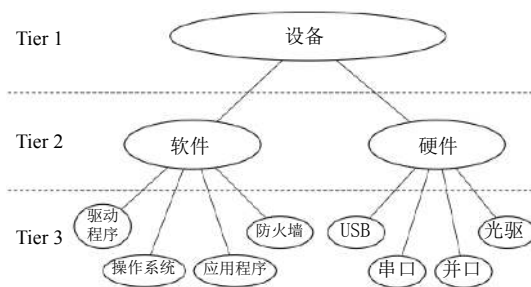 Tier 1
设备
Tier 2
软件
硬件
Tier 3
驱动
程序
防火墙
USB
光驱
操作系统
应用程序
串口
并口